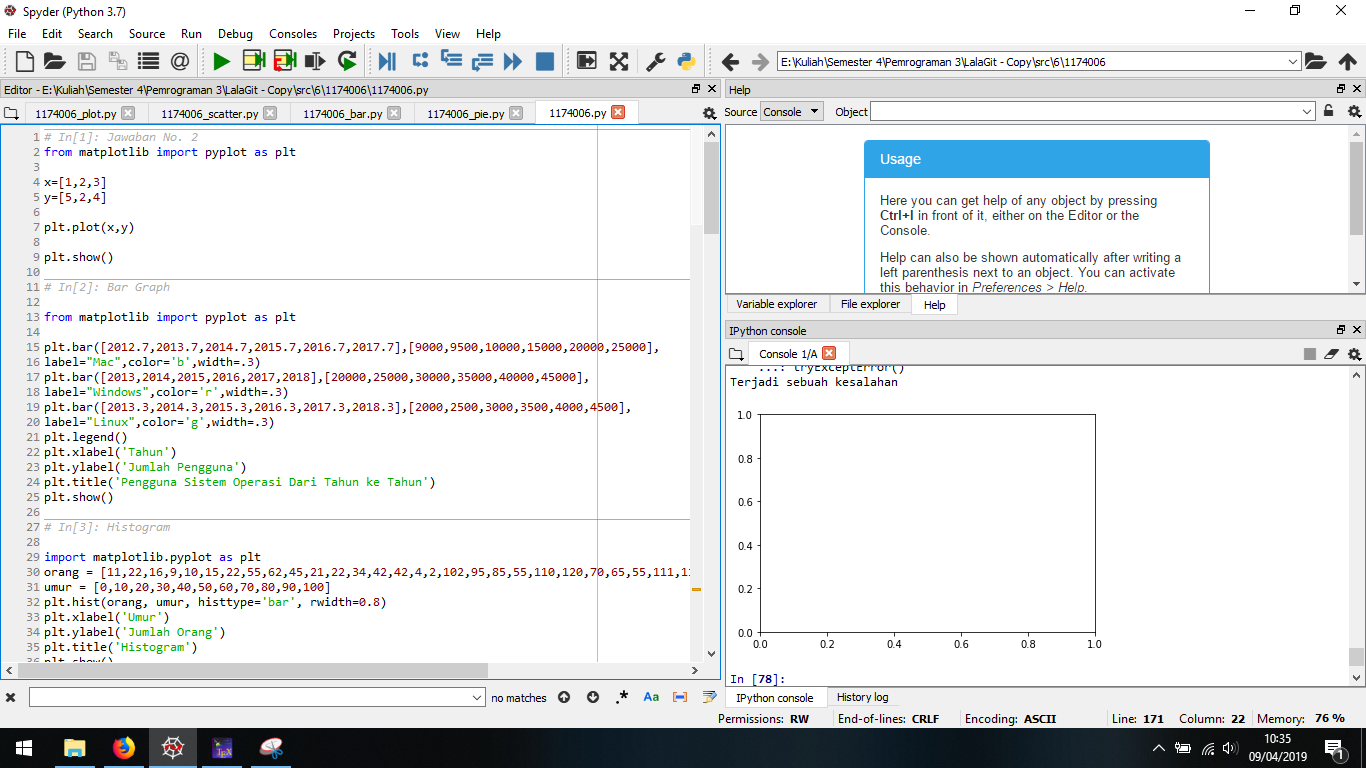 Spyder (Python 3.7)
File Edit Search Source Run Debug Consoles Projects Tools View Help
E:\Kuliah\Semester 4\Pemrograman 3\LalaGit - Copy\src\6\1174006
Editor - E:\Kuliah\Semester 4\Pemrograman 3\LalaGit - Copy\src\6\1174006\1174006.py
1174006_plot.py 1174006_scatter.py 1174006_bar.py 1174006_pie.py 1174006.py
1 # In[1]: Jawaban No. 2
2 from matplotlib import pyplot as plt
3
4 x=[1,2,3]
5 y=[5,2,4]
6
7 plt.plot(x,y)
8
9 plt.show()
10
11 # In[2]: Bar Graph
12
13 from matplotlib import pyplot as plt
14
15 plt.bar([2012.7,2013.7,2014.7,2015.7,2016.7,2017.7],[9000,9500,10000,15000,20000,25000],
16 label="Mac",color='b',width=.3)
17 plt.bar([2013,2014,2015,2016,2017,2018],[20000,25000,30000,35000,40000,45000],
18 label="Windows",color='r',width=.3)
19 plt.bar([2013.3,2014.3,2015.3,2016.3,2017.3,2018.3],[2000,2500,3000,3500,4000,4500],
20 label="Linux",color='g',width=.3)
21 plt.legend()
22 plt.xlabel('Tahun')
23 plt.ylabel('Jumlah Pengguna')
24 plt.title('Pengguna Sistem Operasi Dari Tahun ke Tahun')
25 plt.show()
26
27 # In[3]: Histogram
28
29 import matplotlib.pyplot as plt
30 orang = [11,22,16,9,10,15,22,55,62,45,21,22,34,42,42,4,2,102,95,85,55,110,120,70,65,55,111,1
31 umur = [0,10,20,30,40,50,60,70,80,90,100]
32 plt.hist(orang, umur, histtype='bar', rwidth=0.8)
33 plt.xlabel('Umur')
34 plt.ylabel('Jumlah Orang')
35 plt.title('Histogram')
36 plt.show()
no matches .* Aa
Help
Source Console Object
Usage
Here you can get help of any object by pressing
Ctrl+I in front of it, either on the Editor or the
Console.
Help can also be shown automatically after writing a
left parenthesis next to an object. You can activate
this behavior in Preferences > Help.
Variable explorer File explorer Help
IPython console
Console 1/A
...: tryExceptError()
Terjadi sebuah kesalahan
1.0
0.8
0.6
0.4
0.2
0.0
0.0 0.2 0.4 0.6 0.8 1.0
In [78]:
IPython console History log
Permissions: RW End-of-lines: CRLF Encoding: ASCII Line: 171 Column: 22 Memory: 76 %
10:35
09/04/2019
1